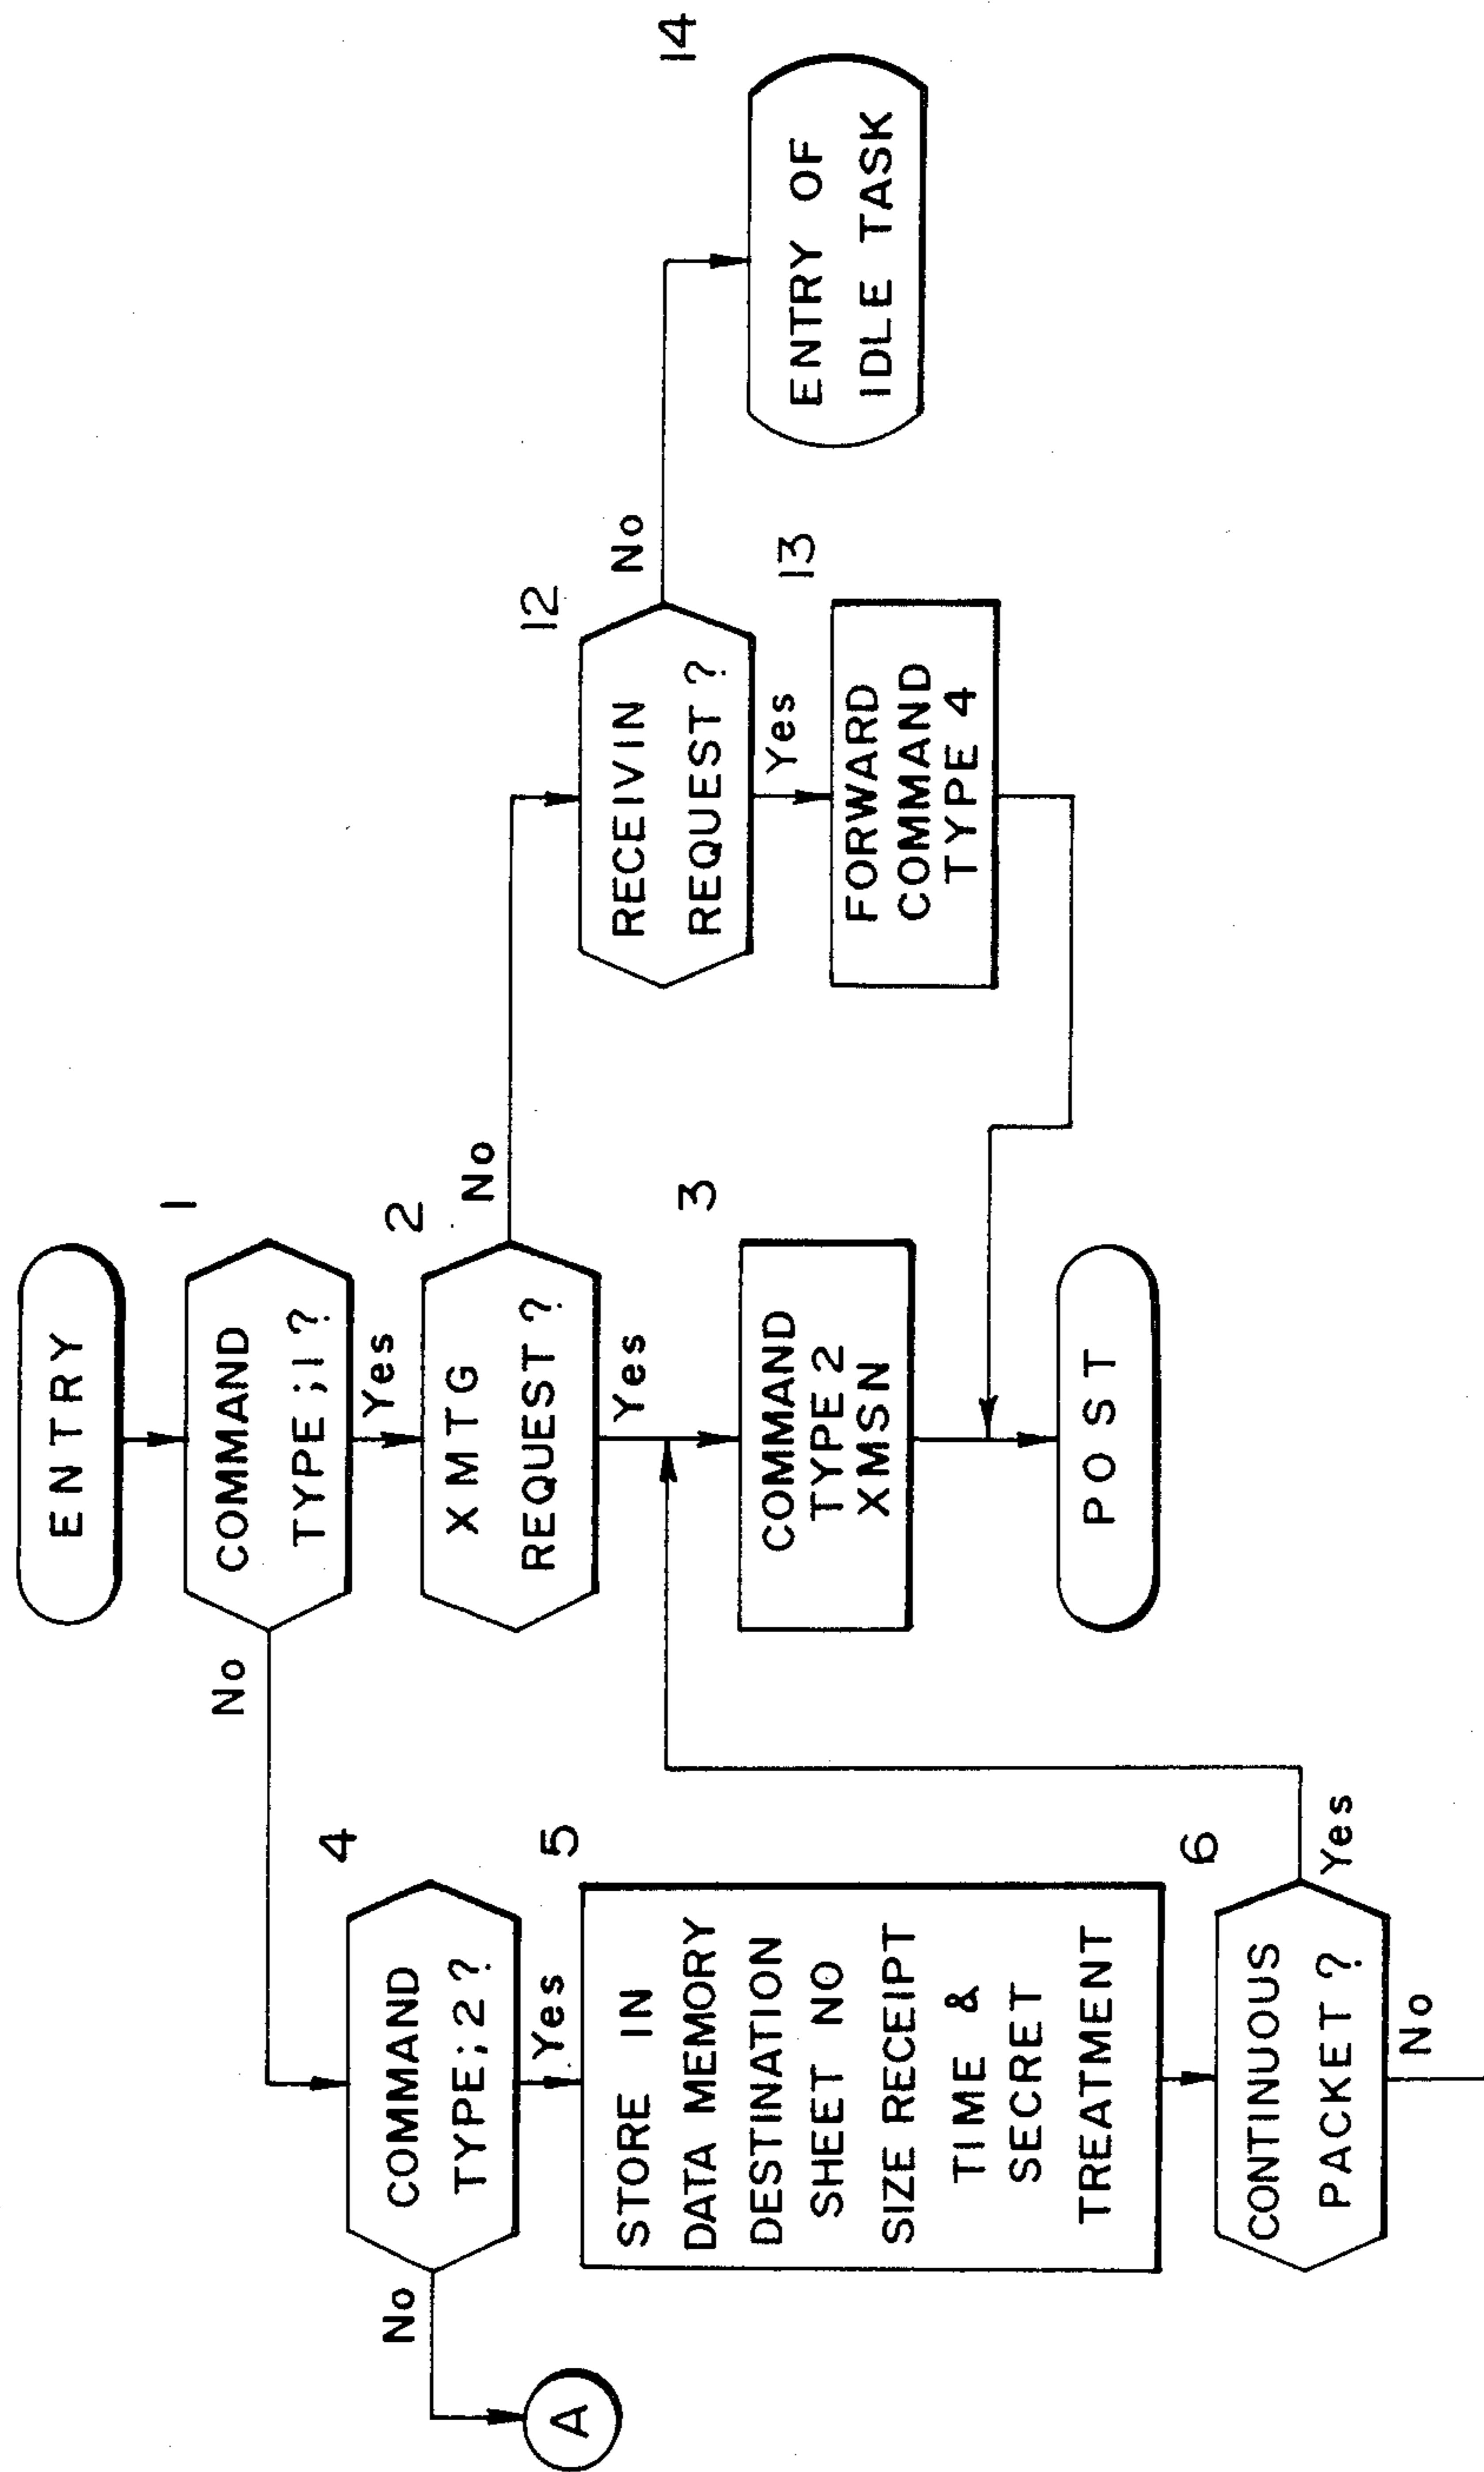 ENTRY
1
COMMAND
TYPE;1?
No
Yes
2
XMTG
REQUEST?
No
Yes
3
COMMAND
TYPE 2
XMSN
POST
4
COMMAND
TYPE;2?
No
Yes
A
5
STORE IN
DATA MEMORY
DESTINATION
SHEET NO
SIZE RECEIPT
TIME &
SECRET
TREATMENT
6
CONTINUOUS
PACKET?
Yes
No
12
RECEIVIN
REQUEST?
No
Yes
13
FORWARD
COMMAND
TYPE 4
14
ENTRY OF
IDLE TASK